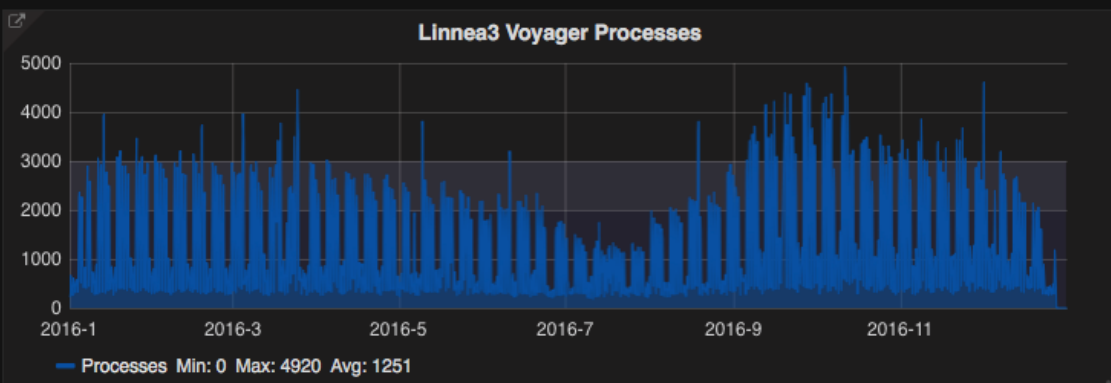 Linnea3 Voyager Processes
5000
4000
3000
2000
1000
0
2016-1 2016-3 2016-5 2016-7 2016-9 2016-11
Processes Min: 0 Max: 4920 Avg: 1251